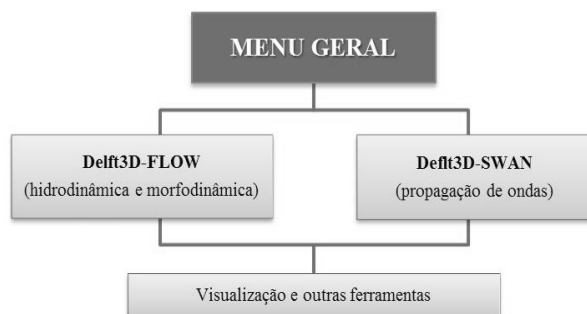 MENU GERAL
Delft3D-FLOW
(hidrodinâmica e morfodinâmica)
Deflt3D-SWAN
(propagação de ondas)
Visualização e outras ferramentas